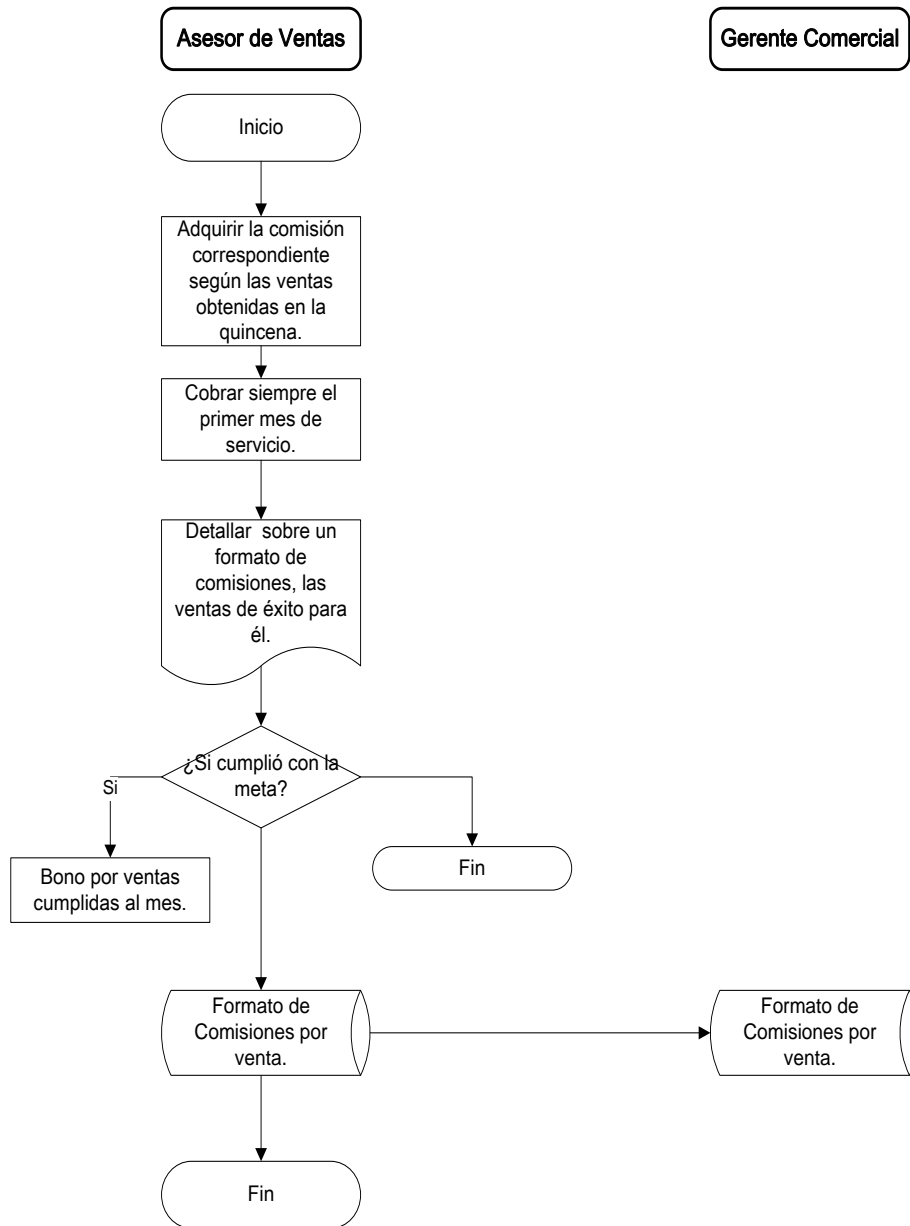 Asesor de Ventas
Gerente Comercial
Inicio
Adquirir la comisión
correspondiente
según las ventas
obtenidas en la
quincena.
Cobrar siempre el
primer mes de
servicio.
Detallar sobre un
formato de
comisiones, las
ventas de éxito para
él.
¿Si cumplió con la
meta?
Si
Bono por ventas
cumplidas al mes.
Fin
Formato de
Comisiones por
venta.
Formato de
Comisiones por
venta.
Fin